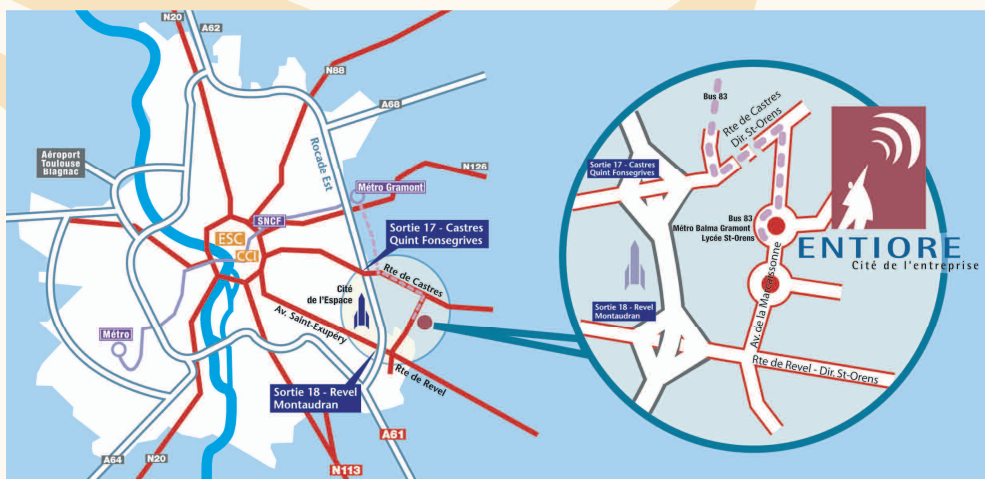 N20
A62
N88
A68
Aéroport
Toulouse
Blagnac
Rocade Est
N126
Métro Gramont
SNCF
ESC
CCI
Sortie 17 - Castres
Quint Fonsegrives
Rte de Castres
Cité
de l'Espace
Av. Saint-Exupéry
Métro
Sortie 18 - Revel
Montaudran
Rte de Revel
A61
A64
N20
N113
Bus 83
Rte de Castres
Dir. St-Orens
Sortie 17 - Castres
Quint Fonsegrives
Bus 83
Métro Balma Gramont
Lycée St-Orens
ENTIORE
Cité de l'entreprise
Sortie 18 - Revel
Montaudran
Av. de la Marcaissonne
Rte de Revel - Dir. St-Orens